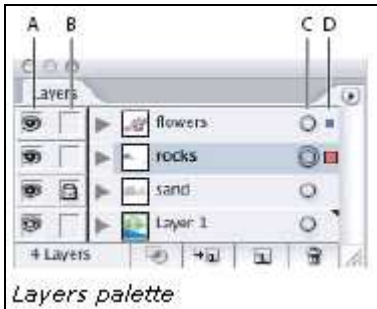 A B C D
Layers
flowers
rocks
sand
Layer 1
4 Layers
Layers palette